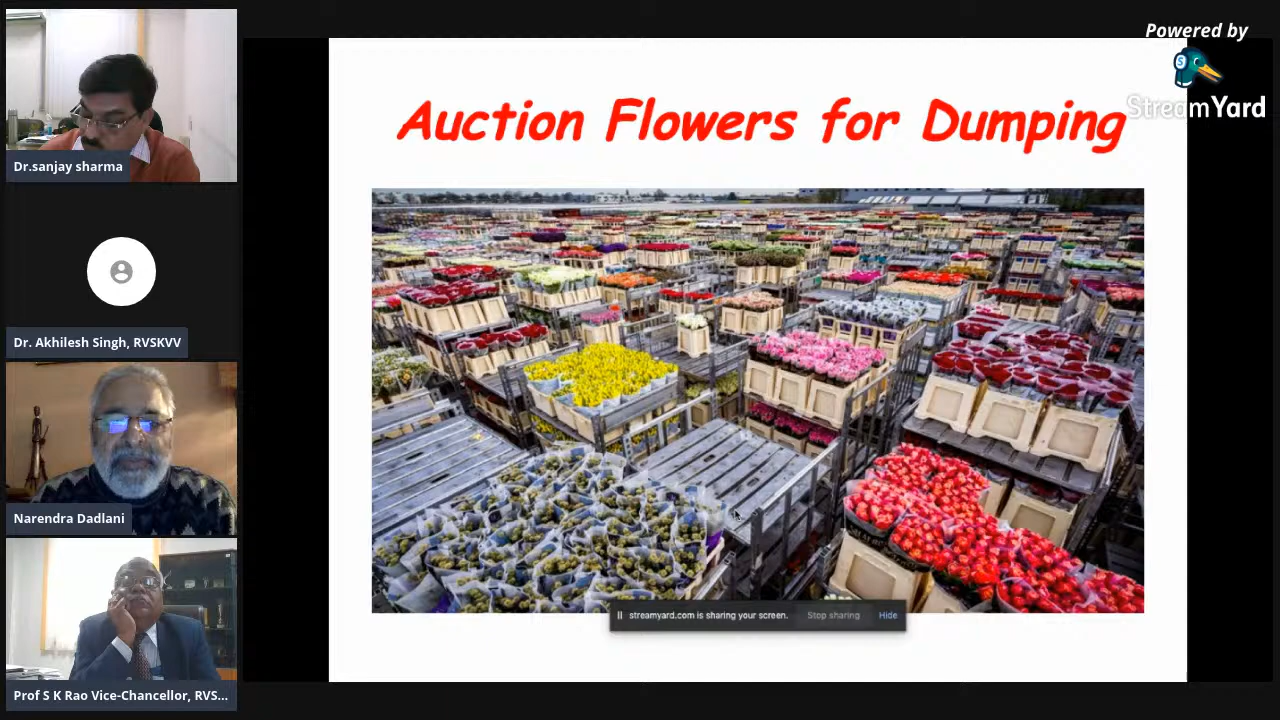 Powered by
StreamYard
Auction Flowers for Dumping
Dr.sanjay sharma
Dr. Akhilesh Singh, RVSKVV
Narendra Dadlani
Prof S K Rao Vice-Chancellor, RVS...
streamyard.com is sharing your screen. Stop sharing Hide